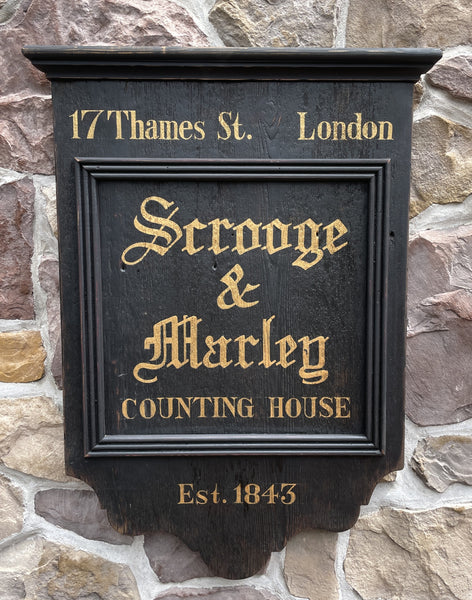 17 Thames St. London
Scrooge
&
Marley
COUNTING HOUSE
Est. 1843